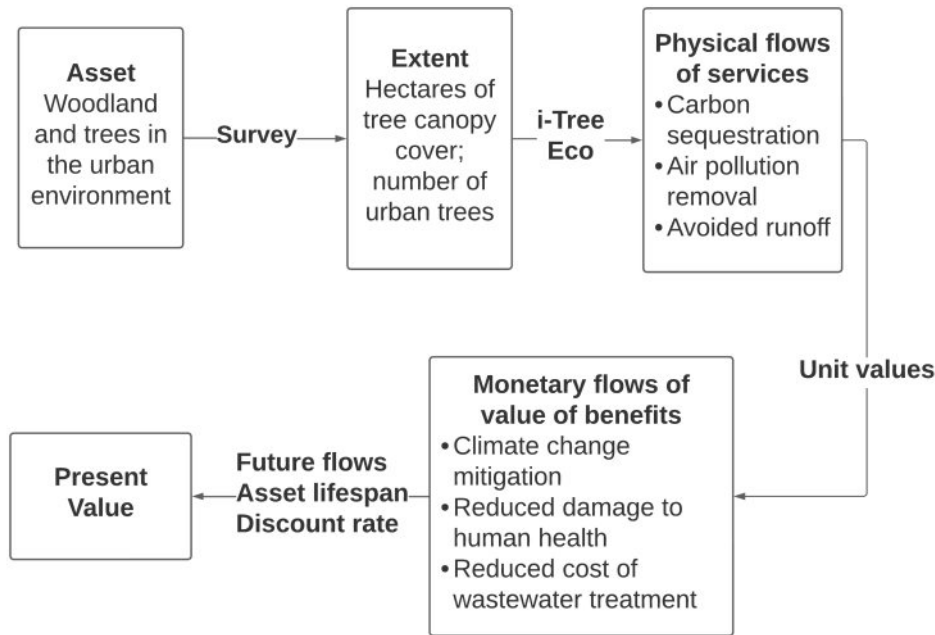 Asset
Woodland
and trees in
the urban
environment
Survey
Extent
Hectares of
tree canopy
cover;
number of
urban trees
i-Tree
Eco
Physical flows
of services
• Carbon
sequestration
• Air pollution
removal
• Avoided runoff
Unit values
Monetary flows of
value of benefits
• Climate change
mitigation
• Reduced damage to
human health
• Reduced cost of
wastewater treatment
Future flows
Asset lifespan
Discount rate
Present
Value